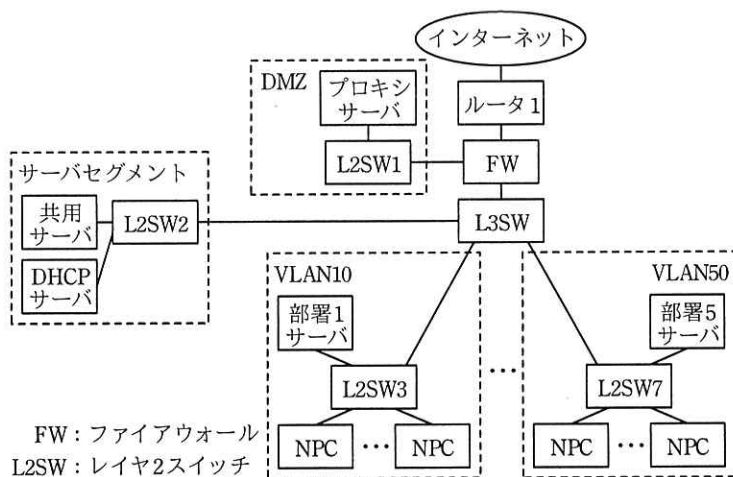 インターネット
DMZ
プロキシ
サーバ
ルータ1
L2SW1
FW
サーバセグメント
共用
サーバ
L2SW2
L3SW
DHCP
サーバ
VLAN10
VLAN50
部署1
サーバ
部署5
サーバ
L2SW3
…
L2SW7
FW:ファイアウォール
NPC … NPC
NPC … NPC
L2SW:レイヤ2スイッチ